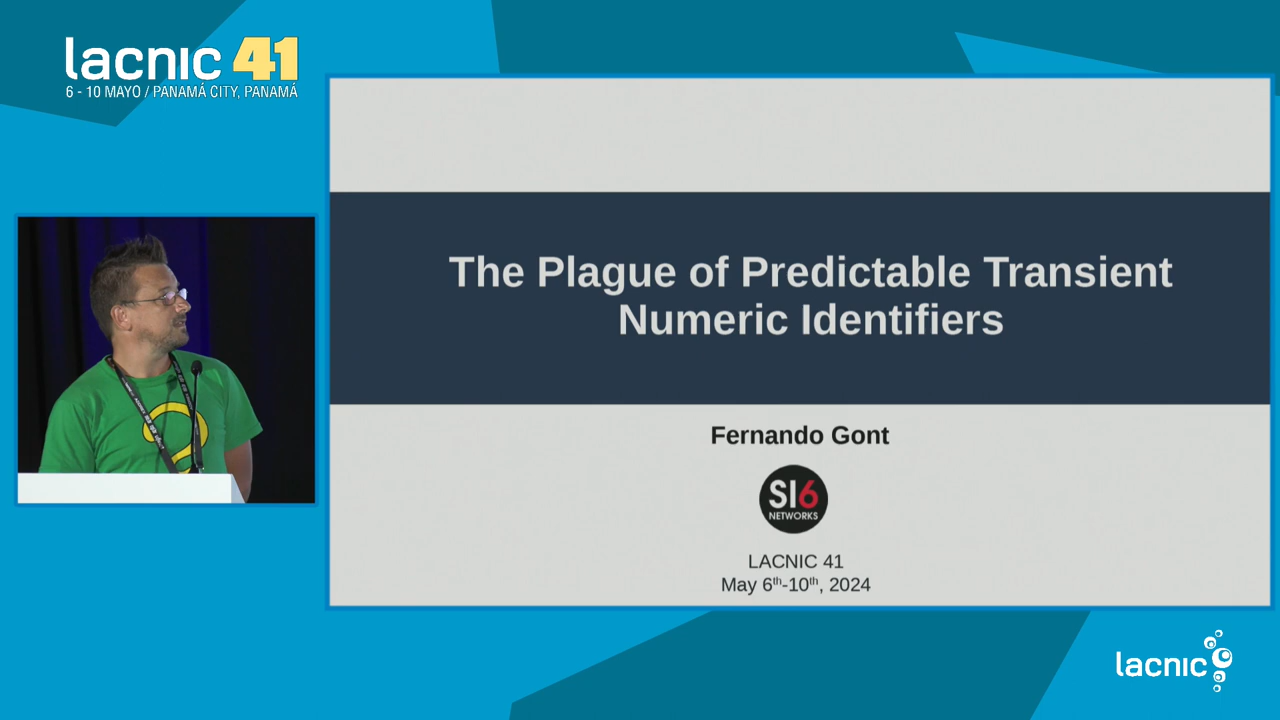 lacnic 41
6 - 10 MAYO / PANAMÁ CITY, PANAMÁ
The Plague of Predictable Transient
Numeric Identifiers
Fernando Gont
SI6
NETWORKS
LACNIC 41
May 6th-10th, 2024
lacnic